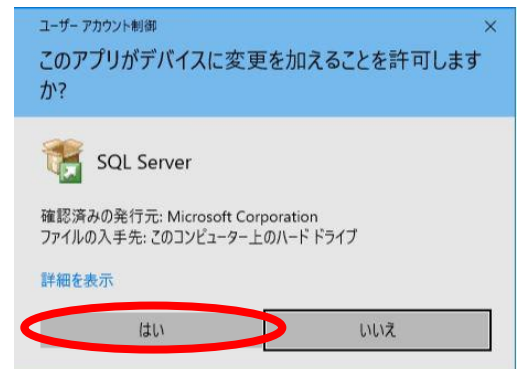 ユーザー アカウント制御
このアプリがデバイスに変更を加えることを許可します
か?
SQL Server
確認済みの発行元: Microsoft Corporation
ファイルの入手先: このコンピューター上のハード ドライブ
詳細を表示
はい
いいえ